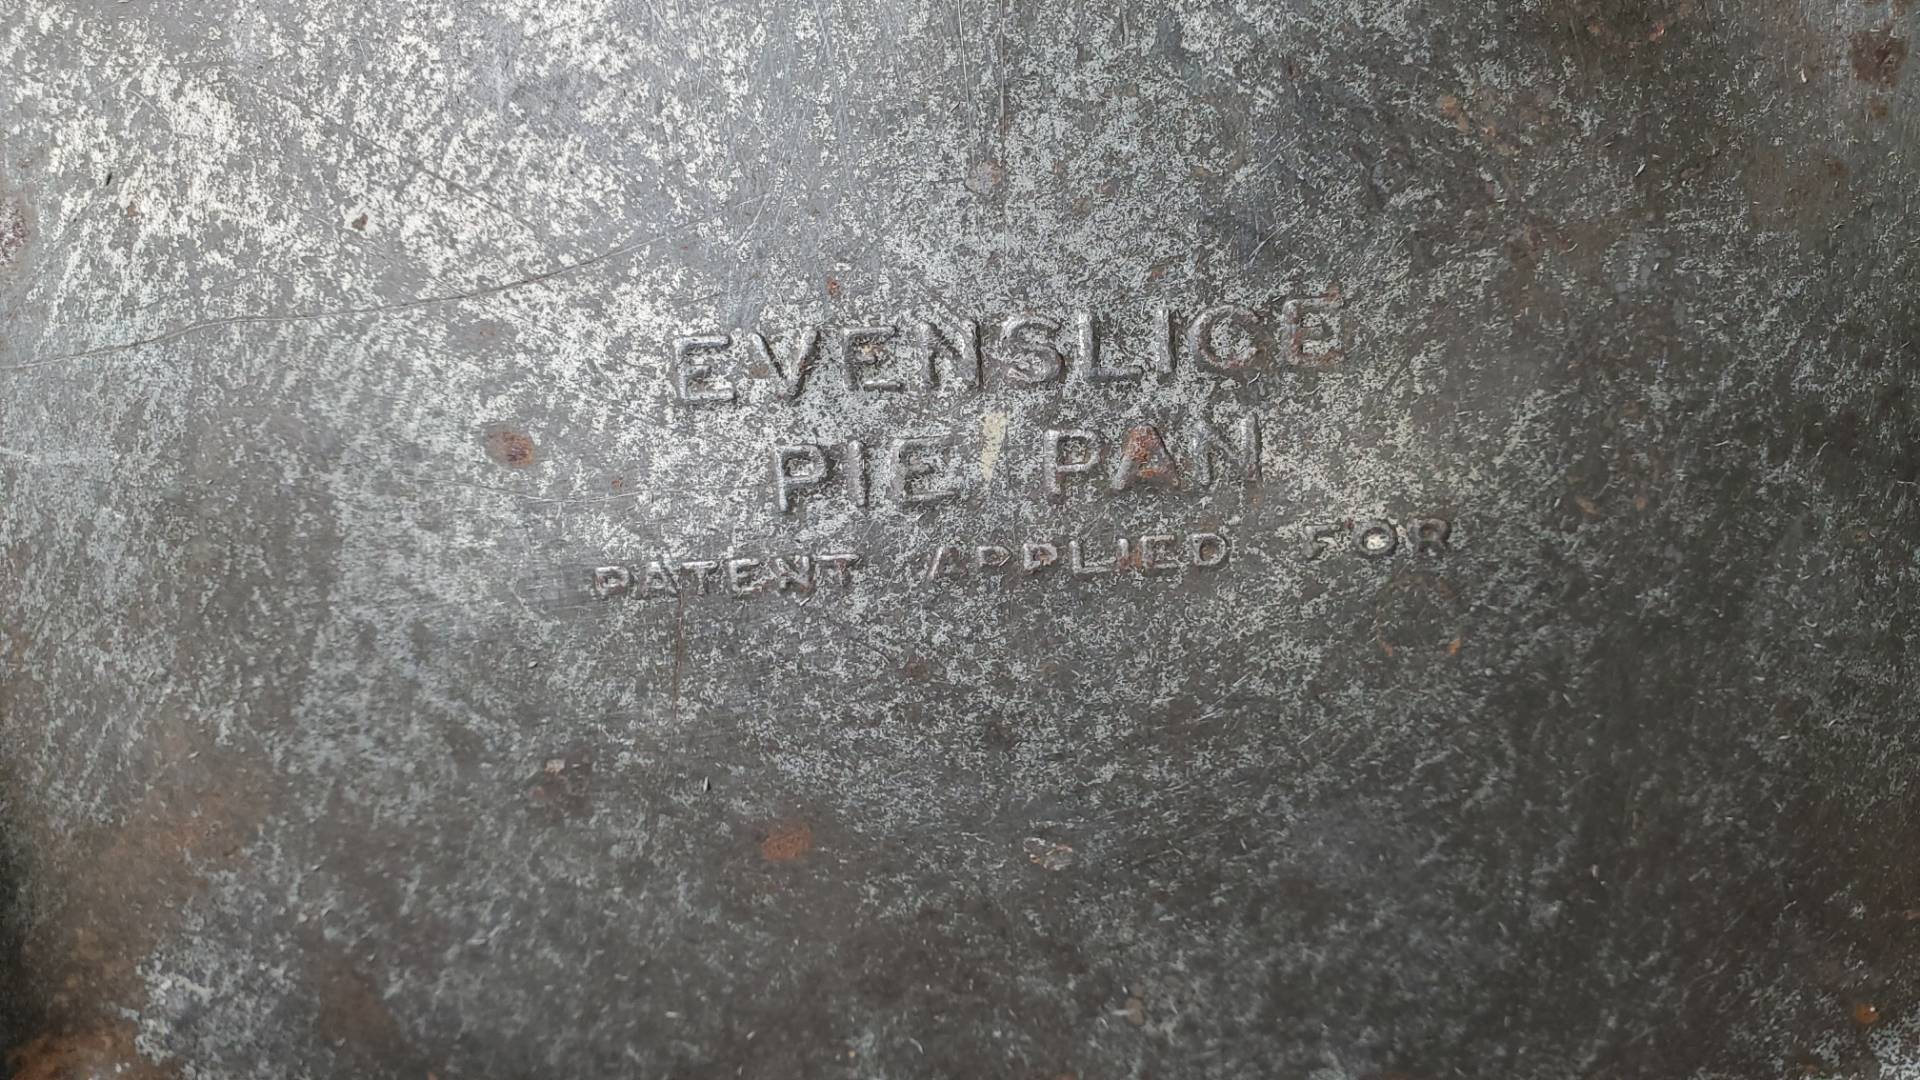 EVENSLICE
PIE PAN
PATENT APPLIED FOR